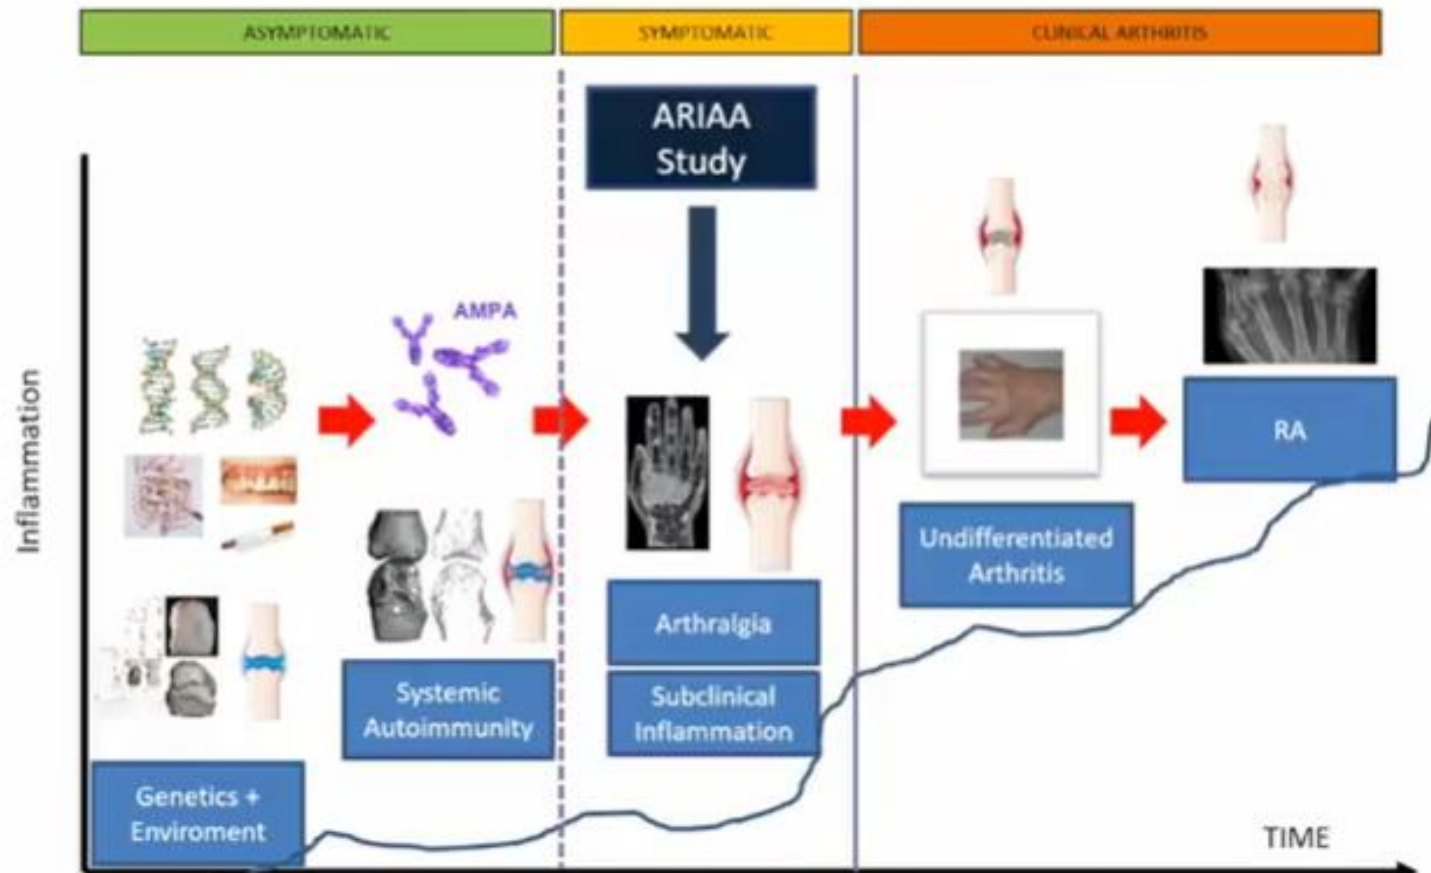 ASYMPTOMATIC
SYMPTOMATIC
CLINICAL ARTHRITIS
ARIAA
Study
AMPA
Inflammation
RA
Undifferentiated
Arthritis
Arthralgia
Systemic
Autoimmunity
Subclinical
Inflammation
Genetics +
Enviroment
TIME